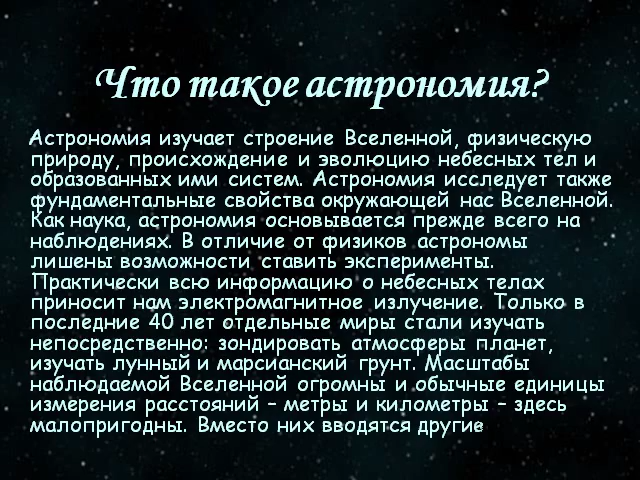 Что такое астрономия?
Астрономия изучает строение Вселенной, физическую
природу, происхождение и эволюцию небесных тел и
образованных ими систем. Астрономия исследует также
фундаментальные свойства окружающей нас Вселенной.
Как наука, астрономия основывается прежде всего на
наблюдениях. В отличие от физиков астрономы
лишены возможности ставить эксперименты.
Практически всю информацию о небесных телах
приносит нам электромагнитное излучение. Только в
последние 40 лет отдельные миры стали изучать
непосредственно: зондировать атмосферы планет,
изучать лунный и марсианский грунт. Масштабы
наблюдаемой Вселенной огромны и обычные единицы
измерения расстояний – метры и километры – здесь
малопригодны. Вместо них вводятся другие